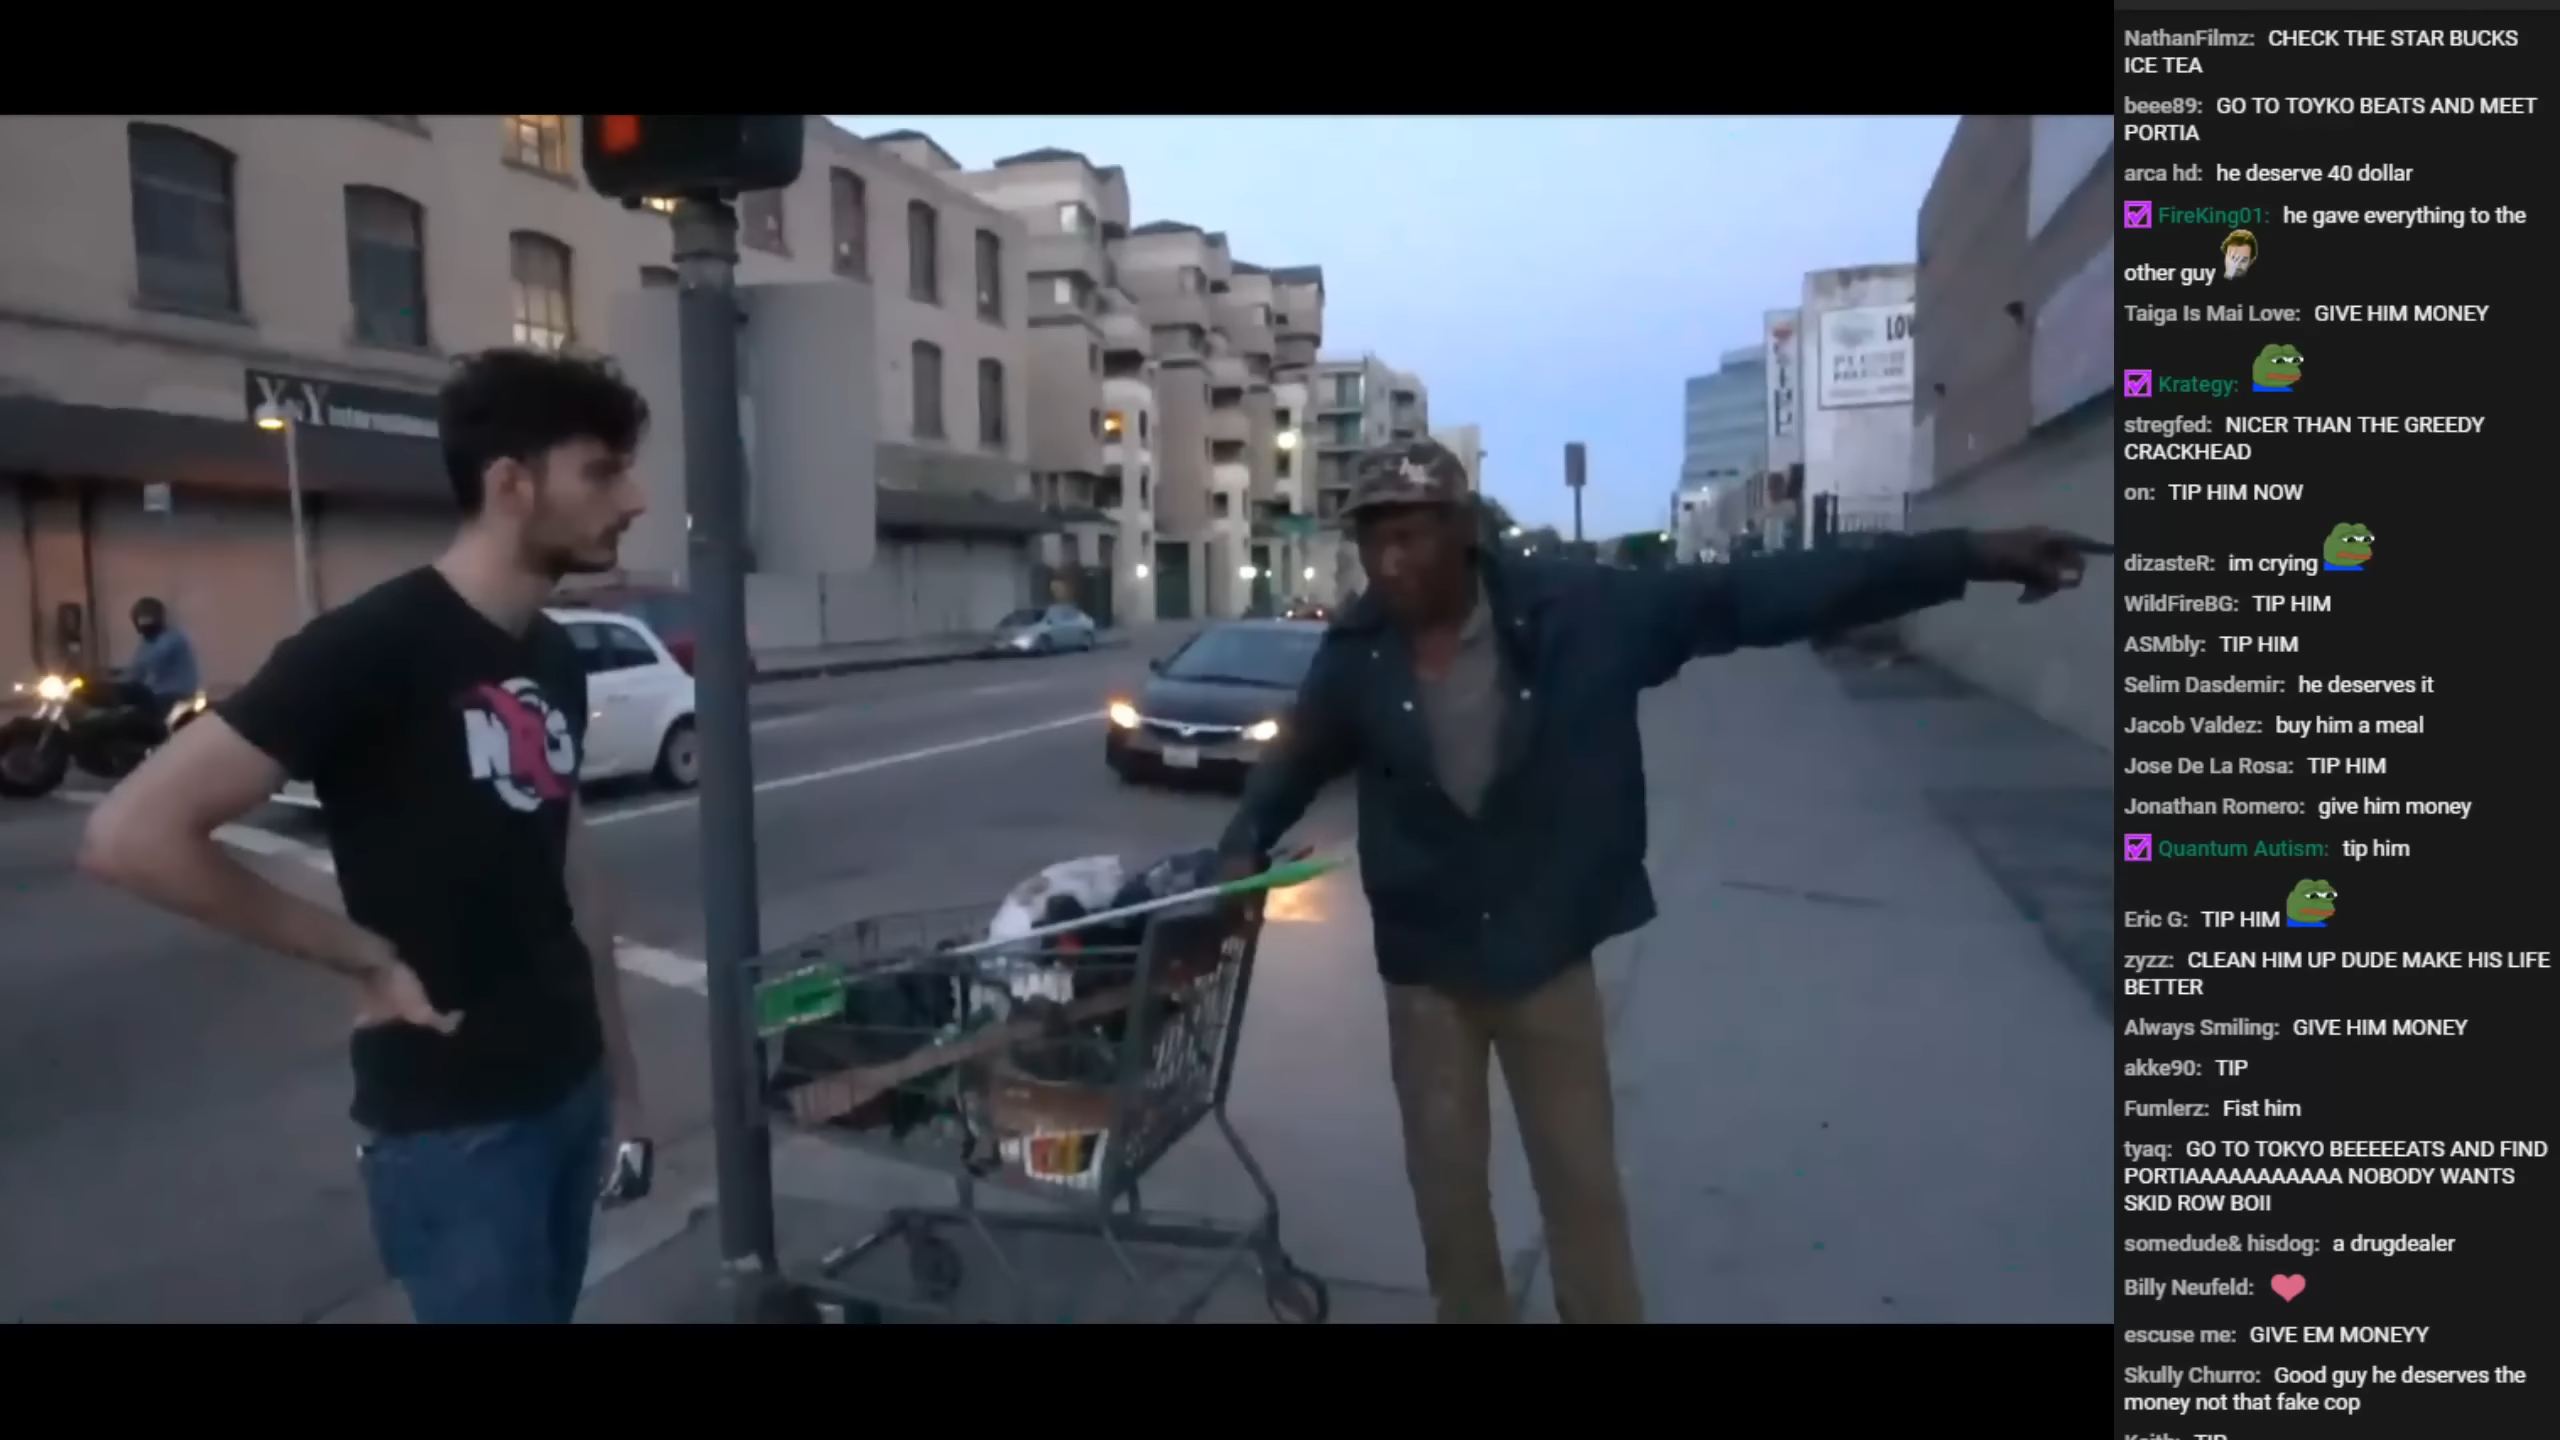 XNY International
LOV
NathanFilmz: CHECK THE STAR BUCKS
ICE TEA
beee89: GO TO TOYKO BEATS AND MEET
PORTIA
arca hd: he deserve 40 dollar
FireKing01: he gave everything to the
other guy
Taiga Is Mai Love: GIVE HIM MONEY
Krategy:
stregfed: NICER THAN THE GREEDY
CRACKHEAD
on: TIP HIM NOW
dizasteR: im crying
WildFireBG: TIP HIM
ASMbly: TIP HIM
Selim Dasdemir: he deserves it
Jacob Valdez: buy him a meal
Jose De La Rosa: TIP HIM
Jonathan Romero: give him money
Quantum Autism: tip him
Eric G: TIP HIM
zyzz: CLEAN HIM UP DUDE MAKE HIS LIFE
BETTER
Always Smiling: GIVE HIM MONEY
akke90: TIP
Fumlerz: Fist him
tyaq: GO TO TOKYO BEEEEEATS AND FIND
PORTIAAAAAAAAAAA NOBODY WANTS
SKID ROW BOII
somedude& hisdog: a drugdealer
Billy Neufeld:
escuse me: GIVE EM MONEYY
Skully Churro: Good guy he deserves the
money not that fake cop